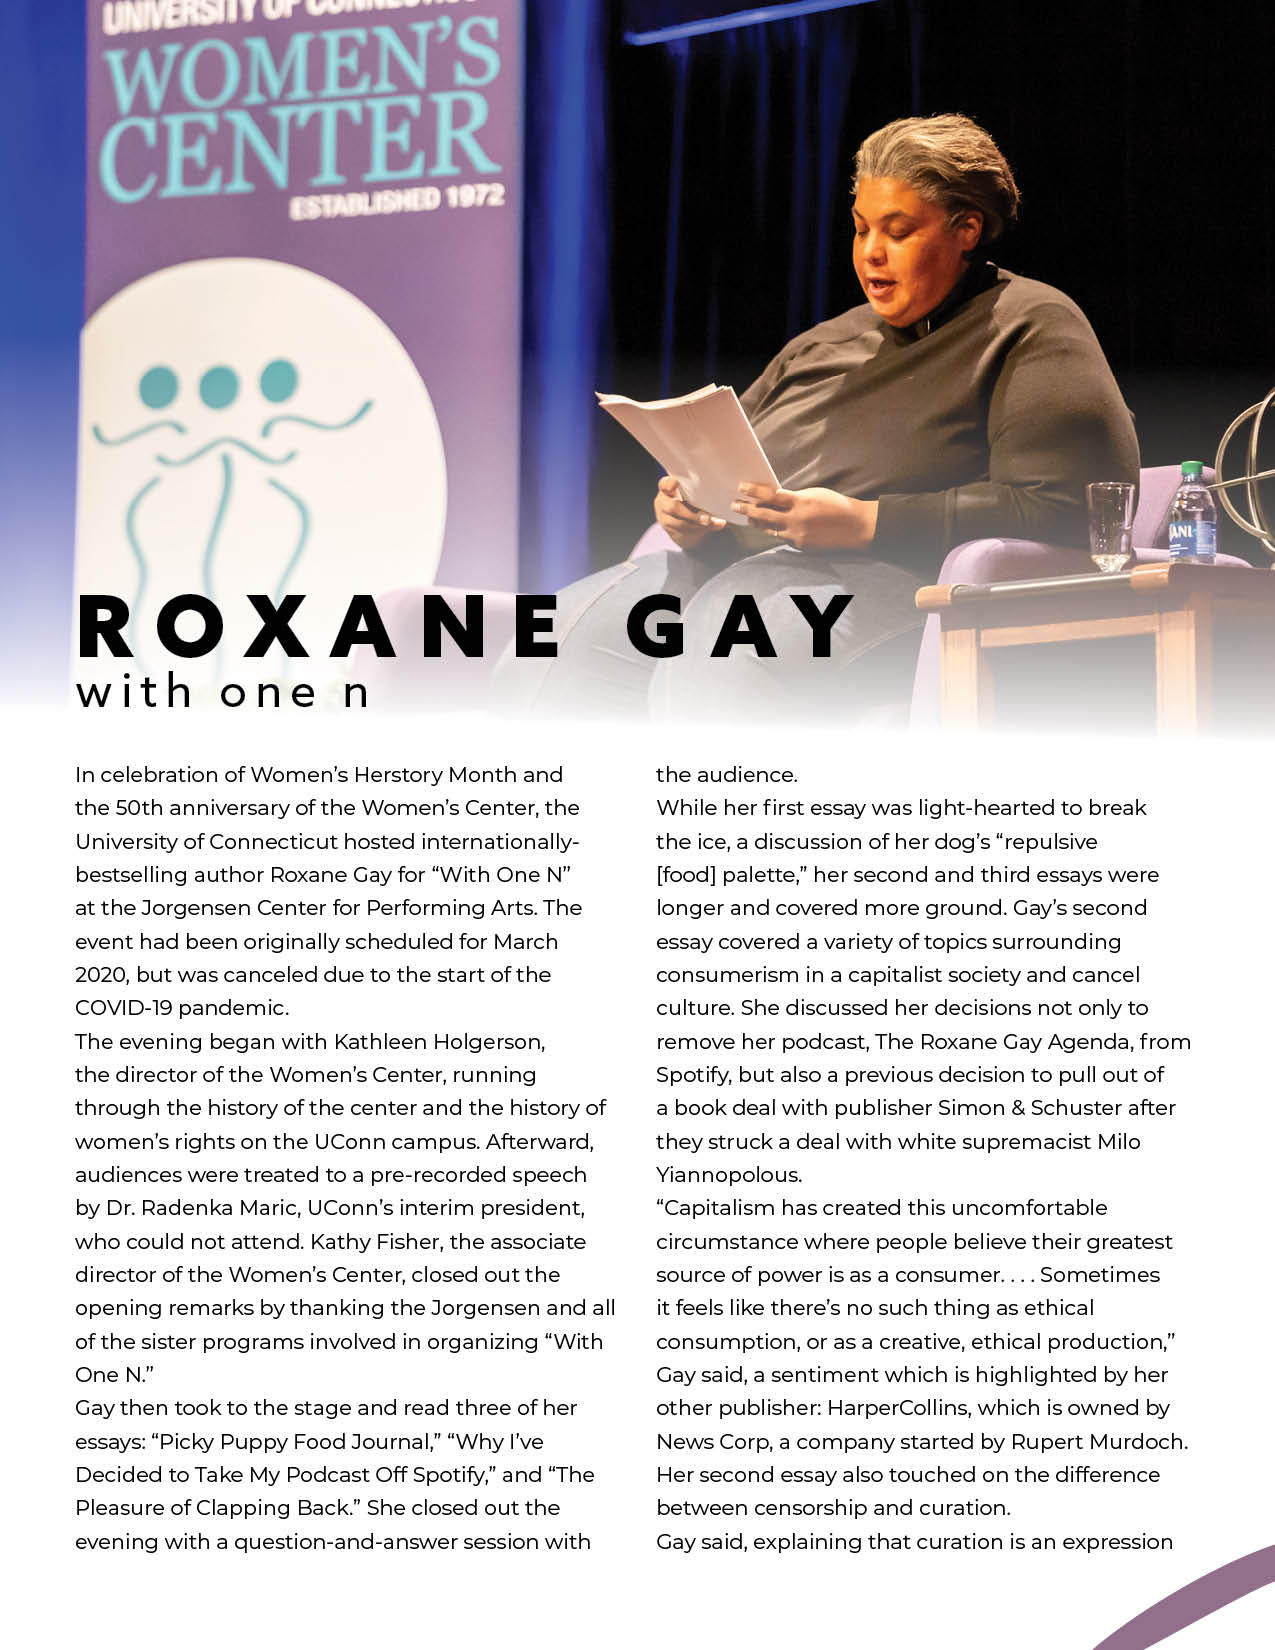 UNIVERSITY OF CONNECTICUT
WOMEN'S
CENTER
ESTABLISHED 1972
ANI
ROXANE GAY
with one n
In celebration of Women’s Herstory Month and
the 50th anniversary of the Women’s Center, the
University of Connecticut hosted internationally-
bestselling author Roxane Gay for “With One N”
at the Jorgensen Center for Performing Arts. The
event had been originally scheduled for March
2020, but was canceled due to the start of the
COVID-19 pandemic.
The evening began with Kathleen Holgerson,
the director of the Women’s Center, running
through the history of the center and the history of
women’s rights on the UConn campus. Afterward,
audiences were treated to a pre-recorded speech
by Dr. Radenka Maric, UConn’s interim president,
who could not attend. Kathy Fisher, the associate
director of the Women’s Center, closed out the
opening remarks by thanking the Jorgensen and all
of the sister programs involved in organizing “With
One N.”
Gay then took to the stage and read three of her
essays: “Picky Puppy Food Journal,” “Why I’ve
Decided to Take My Podcast Off Spotify,” and “The
Pleasure of Clapping Back.” She closed out the
evening with a question-and-answer session with
the audience.
While her first essay was light-hearted to break
the ice, a discussion of her dog’s “repulsive
[food] palette,” her second and third essays were
longer and covered more ground. Gay’s second
essay covered a variety of topics surrounding
consumerism in a capitalist society and cancel
culture. She discussed her decisions not only to
remove her podcast, The Roxane Gay Agenda, from
Spotify, but also a previous decision to pull out of
a book deal with publisher Simon & Schuster after
they struck a deal with white supremacist Milo
Yiannopolous.
“Capitalism has created this uncomfortable
circumstance where people believe their greatest
source of power is as a consumer. . . . Sometimes
it feels like there’s no such thing as ethical
consumption, or as a creative, ethical production,”
Gay said, a sentiment which is highlighted by her
other publisher: HarperCollins, which is owned by
News Corp, a company started by Rupert Murdoch.
Her second essay also touched on the difference
between censorship and curation.
Gay said, explaining that curation is an expression